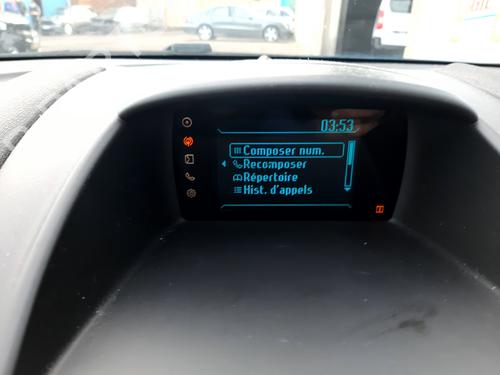 03:53
Composer num.
Recomposer
Répertoire
Hist. d'appels